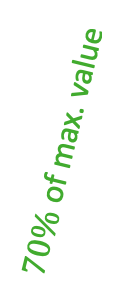 70% of max. value